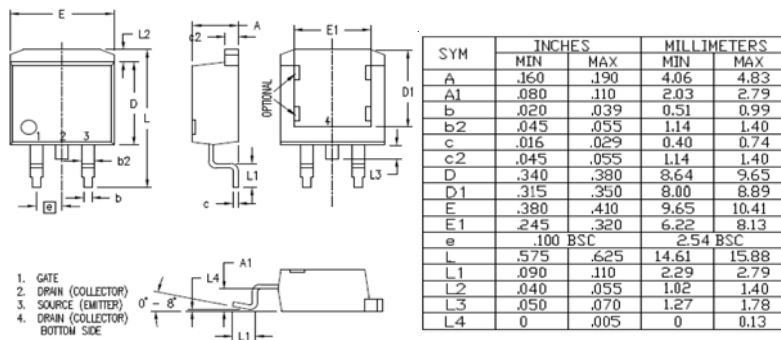 E
L2
D
L
1 2 3
b2
e
b
A
c2
L1
c
E1
OPTIONAL
4
D1
L3
A1
L4
0° - 8°
L1
1. GATE
2. DRAIN (COLLECTOR)
3. SOURCE (EMITTER)
4. DRAIN (COLLECTOR)
BOTTOM SIDE
SYM INCHES MILLIMETERS
MIN MAX MIN MAX
A .160 .190 4.06 4.83
A1 .080 .110 2.03 2.79
b .020 .039 0.51 0.99
b2 .045 .055 1.14 1.40
c .016 .029 0.40 0.74
c2 .045 .055 1.14 1.40
D .340 .380 8.64 9.65
D1 .315 .350 8.00 8.89
E .380 .410 9.65 10.41
E1 .245 .320 6.22 8.13
e .100 BSC 2.54 BSC
L .575 .625 14.61 15.88
L1 .090 .110 2.29 2.79
L2 .040 .055 1.02 1.40
L3 .050 .070 1.27 1.78
L4 0 .005 0 0.13